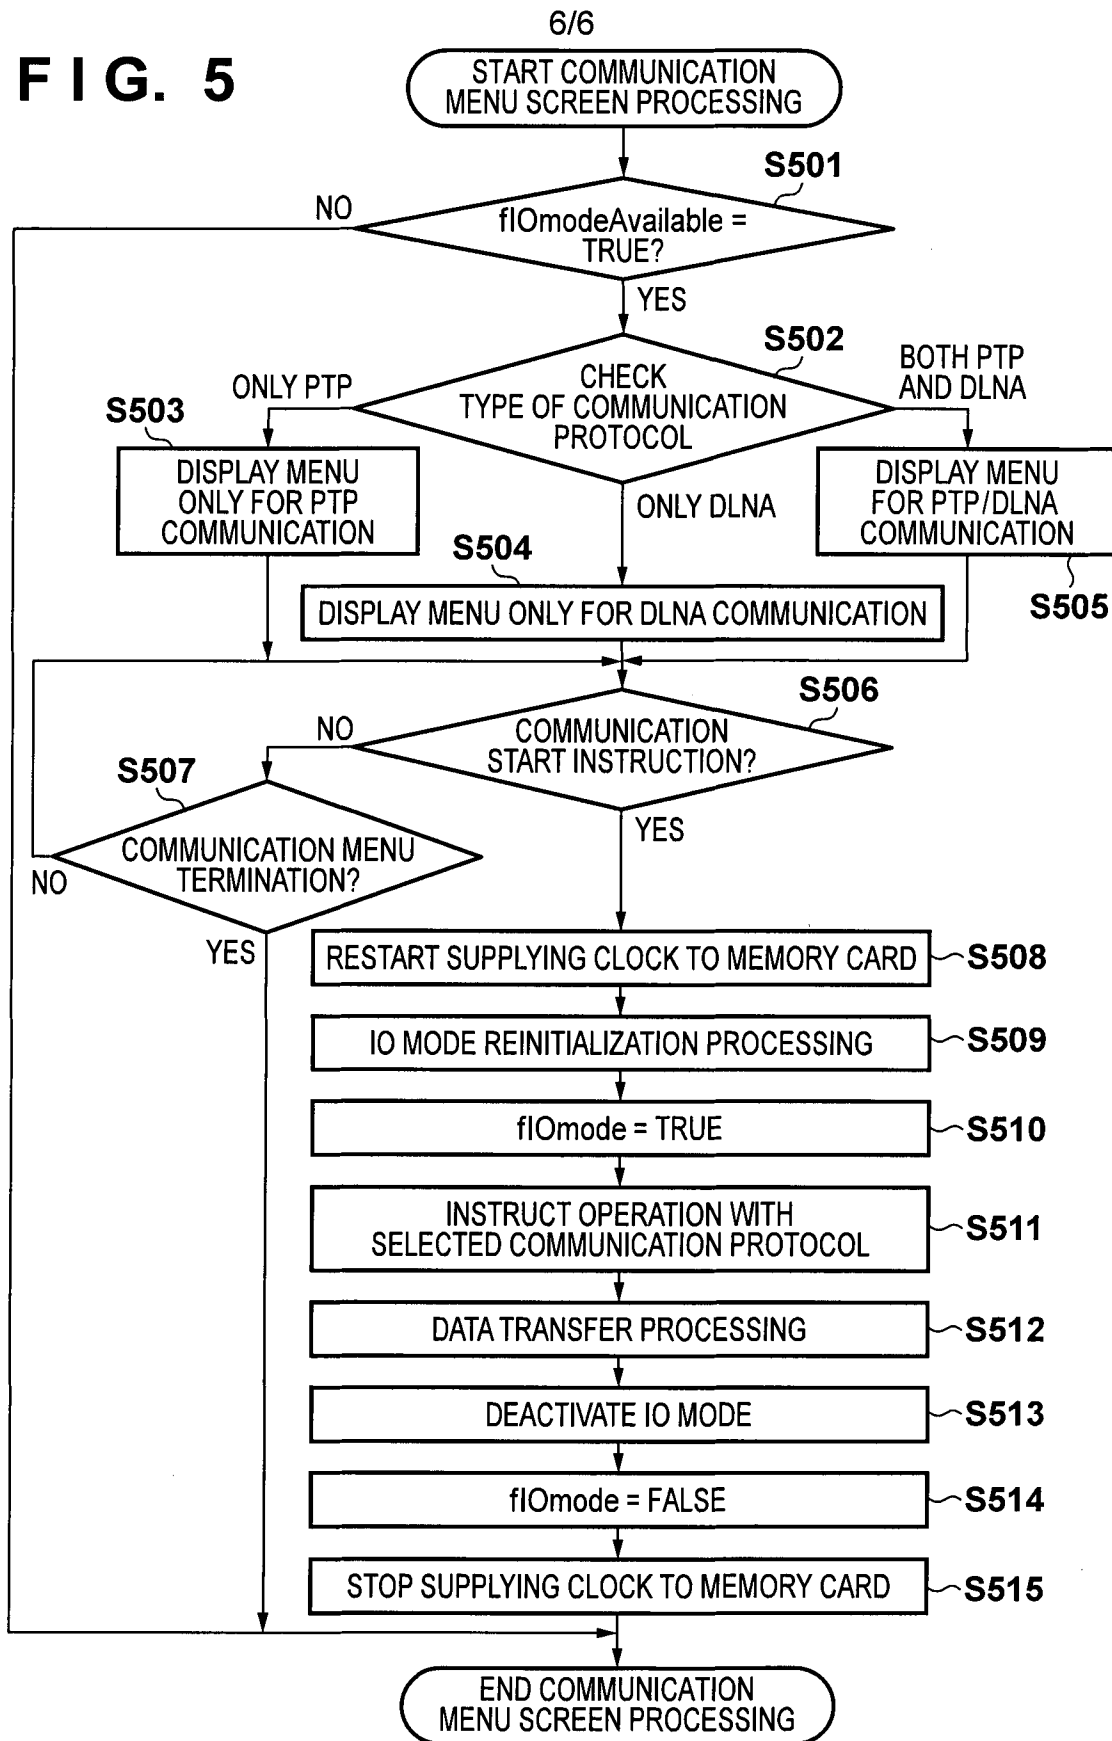 6/6
FIG. 5
START COMMUNICATION
MENU SCREEN PROCESSING
S501
NO
fIOmodeAvailable =
TRUE?
YES
S502
ONLY PTP
CHECK
TYPE OF COMMUNICATION
PROTOCOL
BOTH PTP
AND DLNA
S503
DISPLAY MENU
ONLY FOR PTP
COMMUNICATION
ONLY DLNA
DISPLAY MENU
FOR PTP/DLNA
COMMUNICATION
S504
S505
DISPLAY MENU ONLY FOR DLNA COMMUNICATION
S506
NO
COMMUNICATION
START INSTRUCTION?
S507
YES
COMMUNICATION MENU
TERMINATION?
NO
YES
RESTART SUPPLYING CLOCK TO MEMORY CARD
S508
IO MODE REINITIALIZATION PROCESSING
S509
fIOmode = TRUE
S510
INSTRUCT OPERATION WITH
SELECTED COMMUNICATION PROTOCOL
S511
DATA TRANSFER PROCESSING
S512
DEACTIVATE IO MODE
S513
fIOmode = FALSE
S514
STOP SUPPLYING CLOCK TO MEMORY CARD
S515
END COMMUNICATION
MENU SCREEN PROCESSING